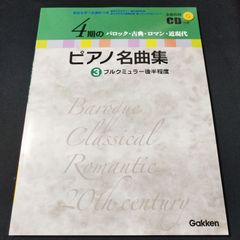 CD
4期の バロック・古典・ロマン・近現代
ピアノ名曲集
3 ブルクミュラー後半程度
Baroque
Classical
Romantic
20th century
Gakken